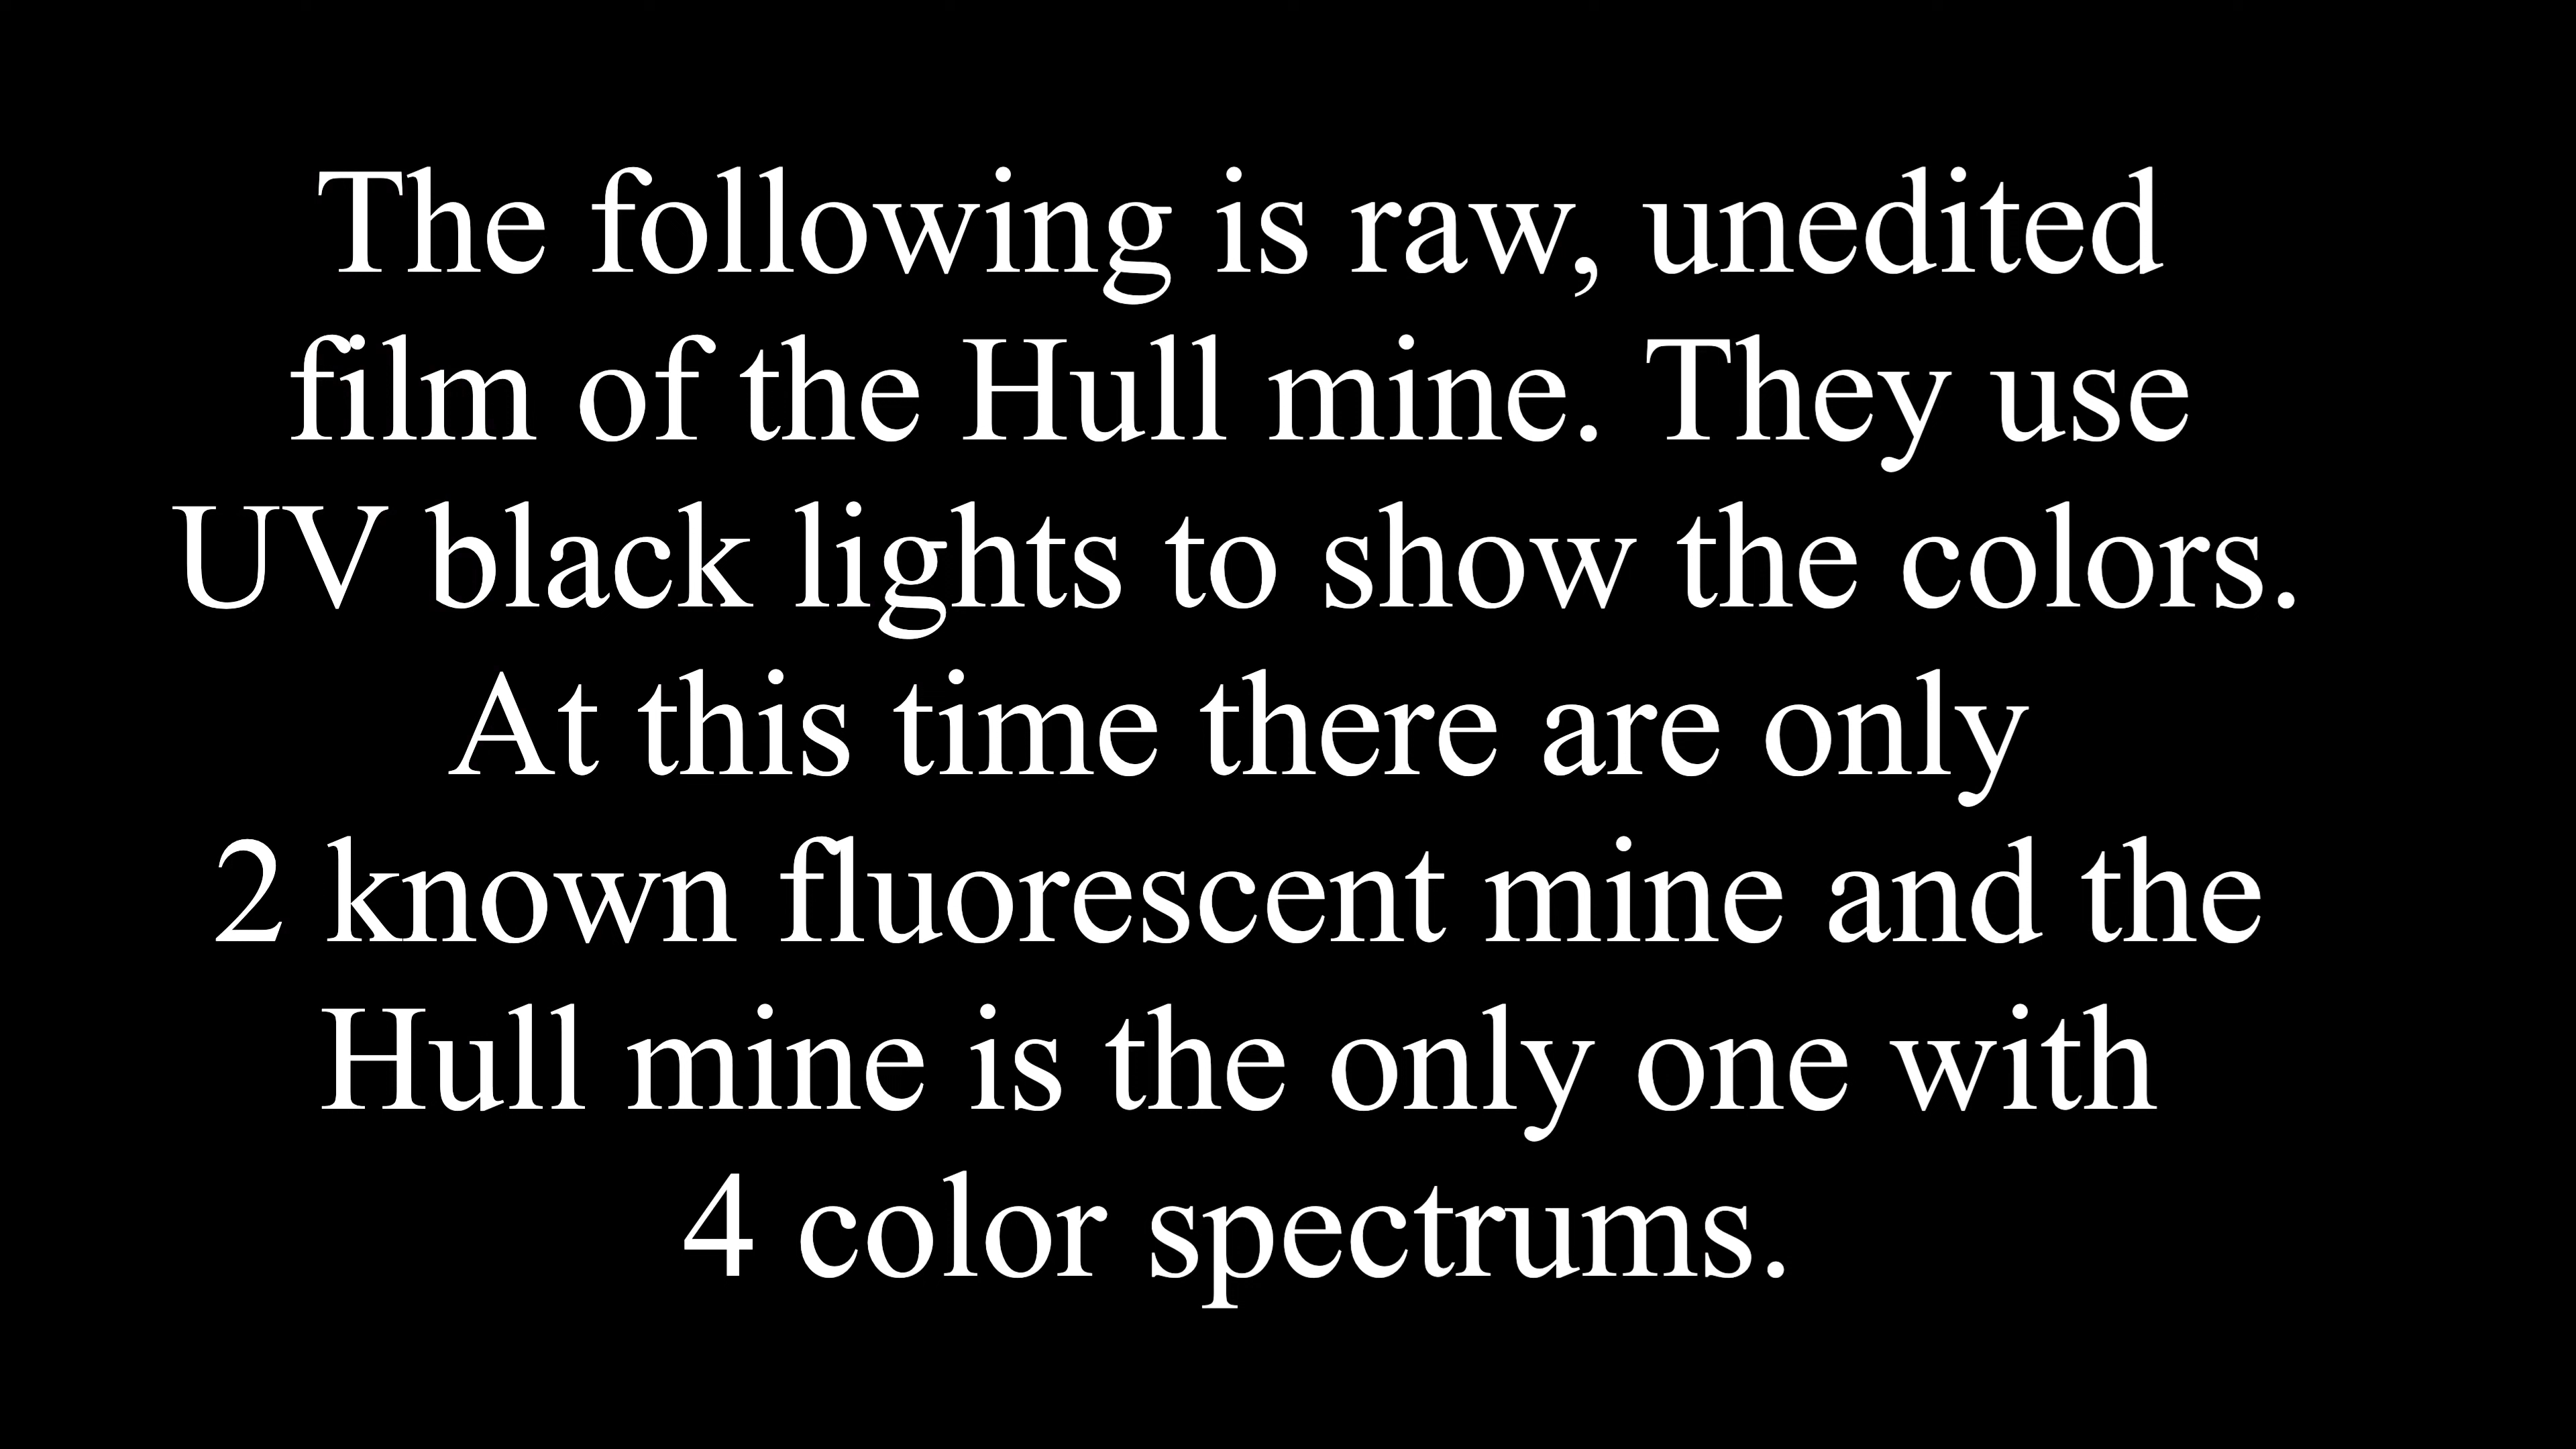 The following is raw, unedited
film of the Hull mine. They use
UV black lights to show the colors.
At this time there are only
2 known fluorescent mine and the
Hull mine is the only one with
4 color spectrums.